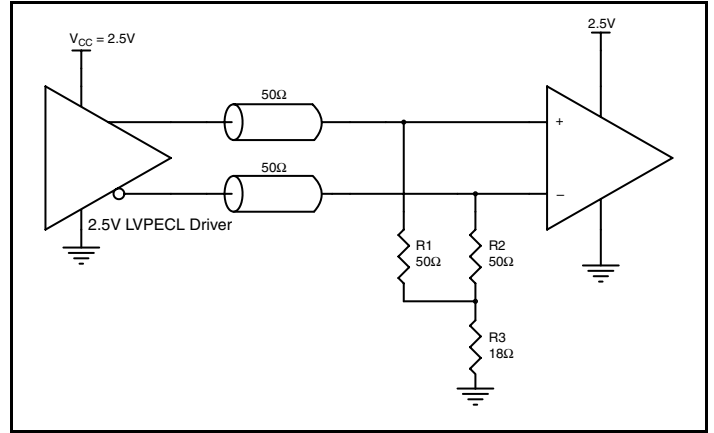 V_CC = 2.5V
2.5V
50Ω
+
50Ω
−
2.5V LVPECL Driver
R1
50Ω
R2
50Ω
R3
18Ω